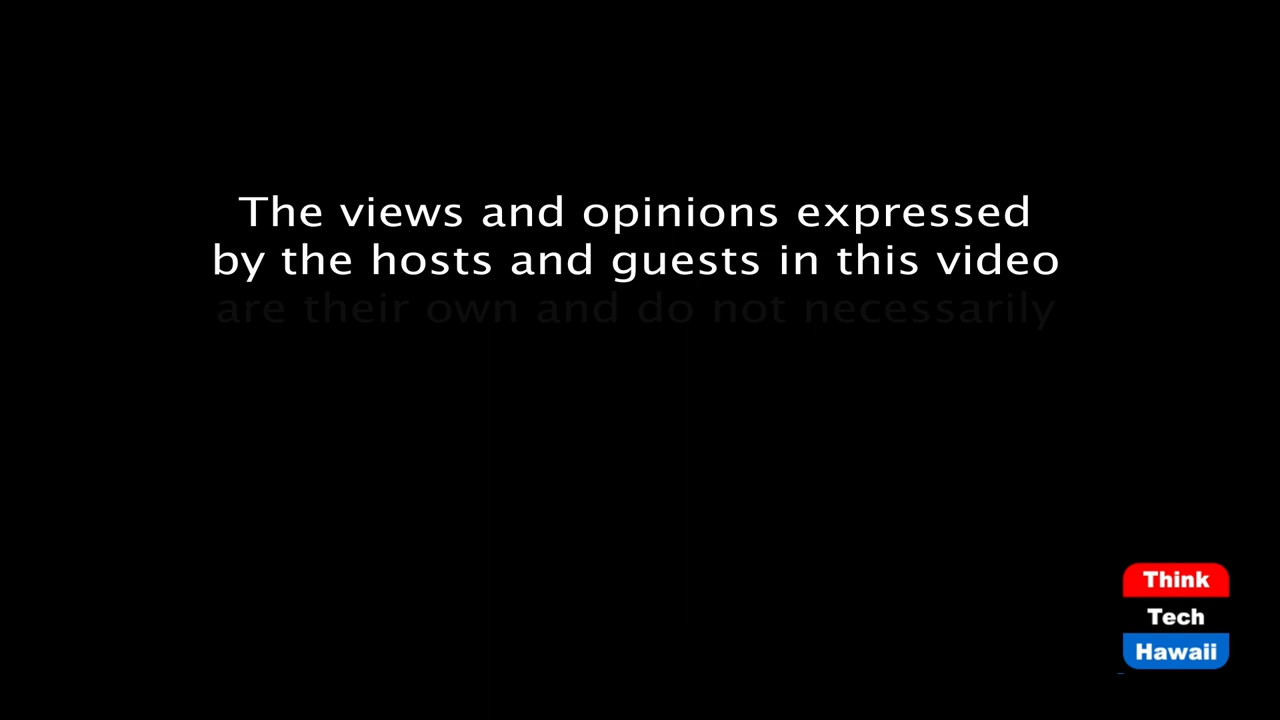 The views and opinions expressed
by the hosts and guests in this video
are their own and do not necessarily
Think
Tech
Hawaii